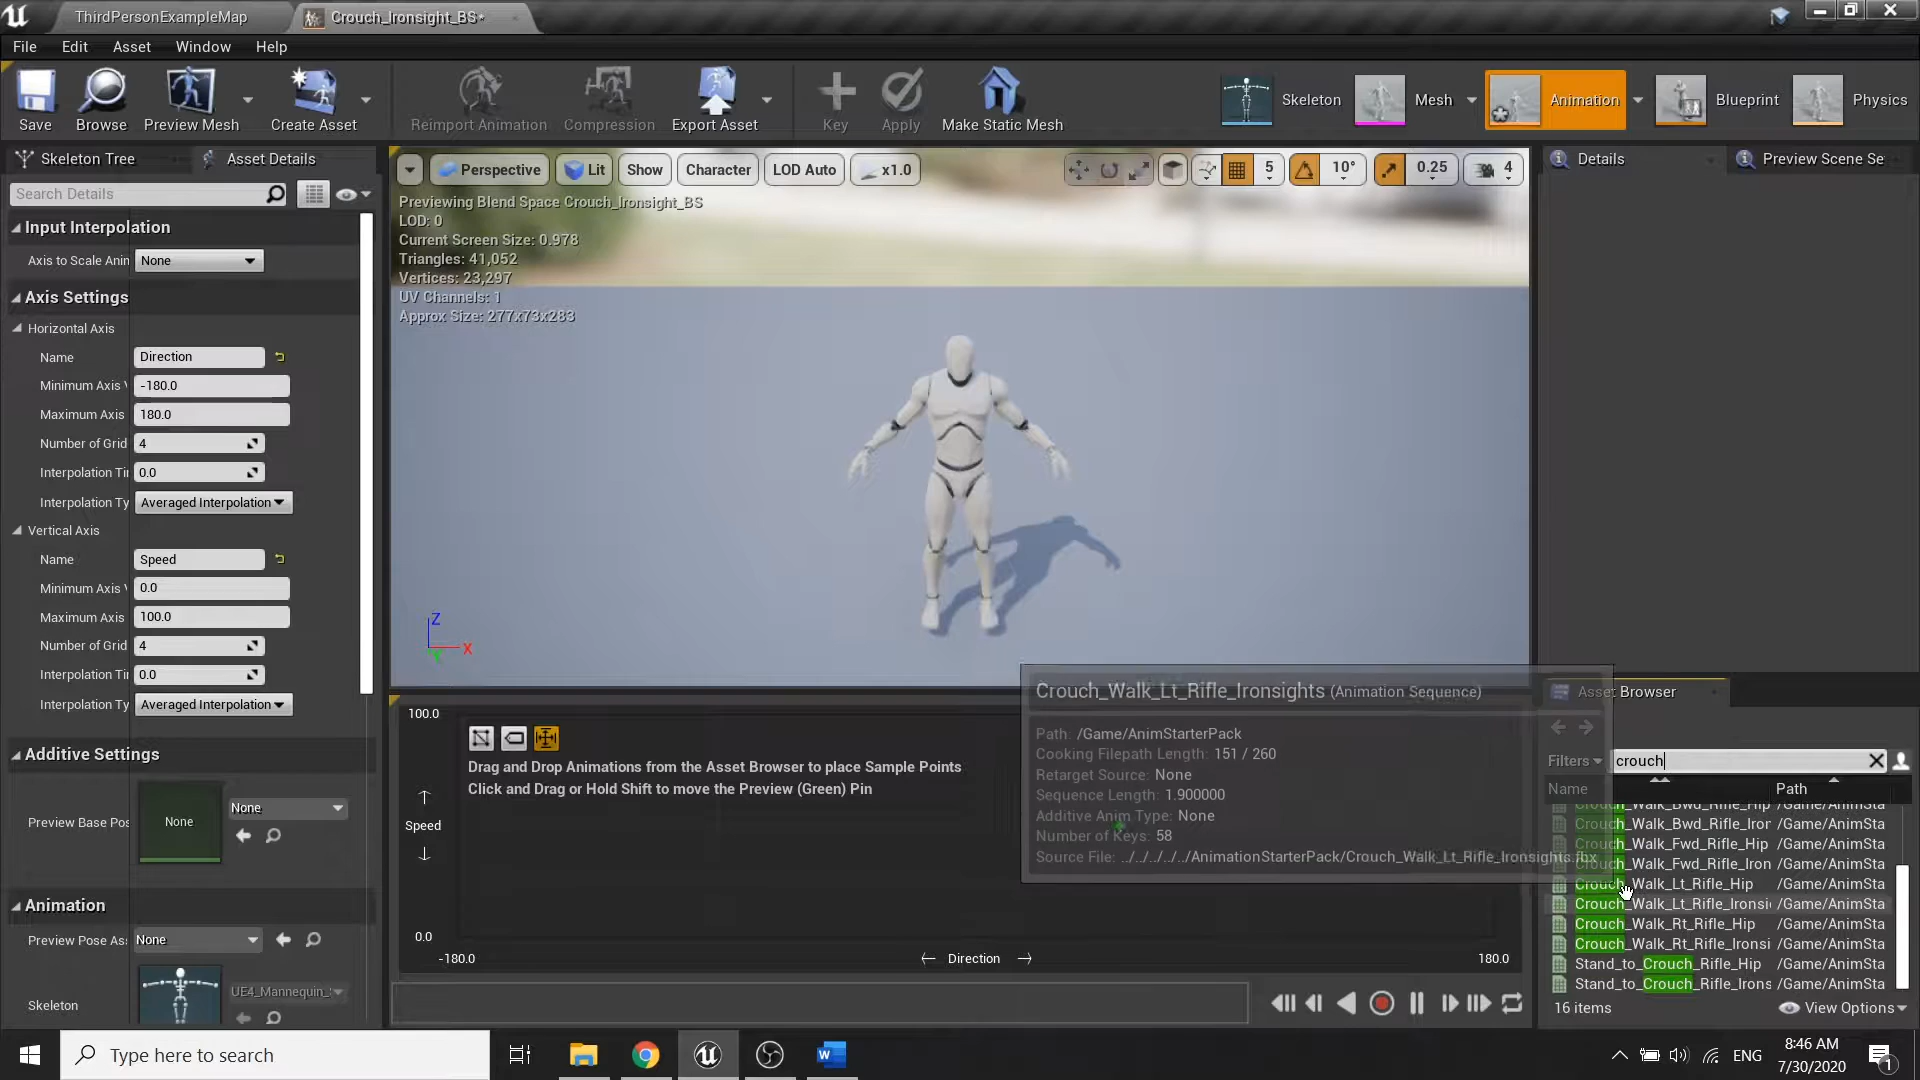 ThirdPersonExampleMap
Crouch_Ironsight_BS*
File
Edit
Asset
Window
Help
Save
Browse
Preview Mesh
Create Asset
Reimport Animation
Compression
Export Asset
Key
Apply
Make Static Mesh
Skeleton
Mesh
Animation
Blueprint
Physics
Skeleton Tree
Asset Details
Search Details
Input Interpolation
Axis to Scale Anin
None
Axis Settings
Horizontal Axis
Name
Direction
Minimum Axis V
-180.0
Maximum Axis
180.0
Number of Grid
4
Interpolation Ti
0.0
Interpolation Ty
Averaged Interpolation
Vertical Axis
Name
Speed
Minimum Axis V
0.0
Maximum Axis
100.0
Number of Grid
4
Interpolation Ti
0.0
Interpolation Ty
Averaged Interpolation
Additive Settings
Preview Base Pos
None
None
Animation
Preview Pose As
None
Skeleton
UE4_Mannequin_
Perspective
Lit
Show
Character
LOD Auto
x1.0
5
10°
0.25
4
Previewing Blend Space Crouch_Ironsight_BS
LOD: 0
Current Screen Size: 0.978
Triangles: 41,052
Vertices: 23,297
UV Channels: 1
Approx Size: 277x73x283
Z
X
100.0
Drag and Drop Animations from the Asset Browser to place Sample Points
Click and Drag or Hold Shift to move the Preview (Green) Pin
Speed
0.0
-180.0
Direction
180.0
Crouch_Walk_Lt_Rifle_Ironsights (Animation Sequence)
Path: /Game/AnimStarterPack
Cooking Filepath Length: 151 / 260
Retarget Source: None
Sequence Length: 1.900000
Additive Anim Type: None
Number of Keys: 58
Source File: ../../../../../AnimationStarterPack/Crouch_Walk_Lt_Rifle_Ironsights.fbx
Details
Preview Scene Se
Asset Browser
Filters
crouch
Name
Path
Crouch_Walk_Bwd_Rifle_Hip /Game/AnimSta
Crouch_Walk_Bwd_Rifle_Iron /Game/AnimSta
Crouch_Walk_Fwd_Rifle_Hip /Game/AnimSta
Crouch_Walk_Fwd_Rifle_Iron /Game/AnimSta
Crouch_Walk_Lt_Rifle_Hip /Game/AnimSta
Crouch_Walk_Lt_Rifle_Ironsi /Game/AnimSta
Crouch_Walk_Rt_Rifle_Hip /Game/AnimSta
Crouch_Walk_Rt_Rifle_Ironsi /Game/AnimSta
Stand_to_Crouch_Rifle_Hip /Game/AnimSta
Stand_to_Crouch_Rifle_Irons /Game/AnimSta
16 items
View Options
Type here to search
ENG
8:46 AM
7/30/2020
1